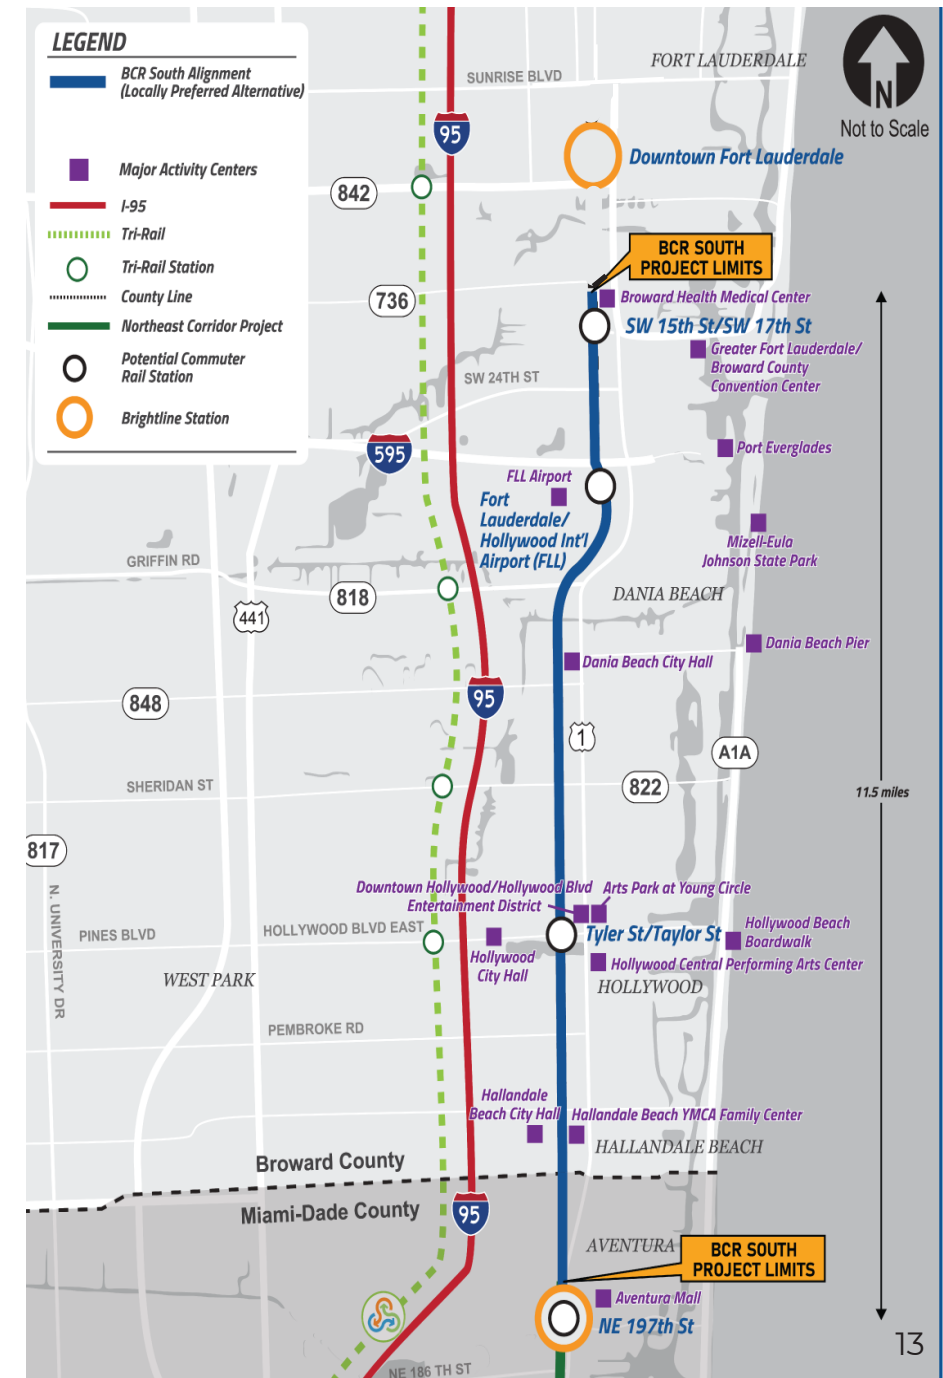 LEGEND
BCR South Alignment
(Locally Preferred Alternative)
Major Activity Centers
I-95
Tri-Rail
Tri-Rail Station
County Line
Northeast Corridor Project
Potential Commuter
Rail Station
Brightline Station
FORT LAUDERDALE
N
Not to Scale
SUNRISE BLVD
95
Downtown Fort Lauderdale
842
BCR SOUTH
PROJECT LIMITS
736
Broward Health Medical Center
SW 15th St/SW 17th St
Greater Fort Lauderdale/
Broward County
Convention Center
SW 24TH ST
595
Port Everglades
FLL Airport
Fort
Lauderdale/
Hollywood Int'l
Airport (FLL)
Mizell-Eula
Johnson State Park
GRIFFIN RD
818
DANIA BEACH
441
Dania Beach Pier
Dania Beach City Hall
95
848
1
A1A
SHERIDAN ST
822
11.5 miles
817
Downtown Hollywood/Hollywood Blvd
Entertainment District
Arts Park at Young Circle
N. UNIVERSITY DR
PINES BLVD
HOLLYWOOD BLVD EAST
Tyler St/Taylor St
Hollywood Beach
Boardwalk
Hollywood
City Hall
Hollywood Central Performing Arts Center
WEST PARK
HOLLYWOOD
PEMBROKE RD
Hallandale
Beach City Hall
Hallandale Beach YMCA Family Center
HALLANDALE BEACH
Broward County
Miami-Dade County
95
AVENTURA
BCR SOUTH
PROJECT LIMITS
Aventura Mall
NE 197th St
13
NE 186 TH ST